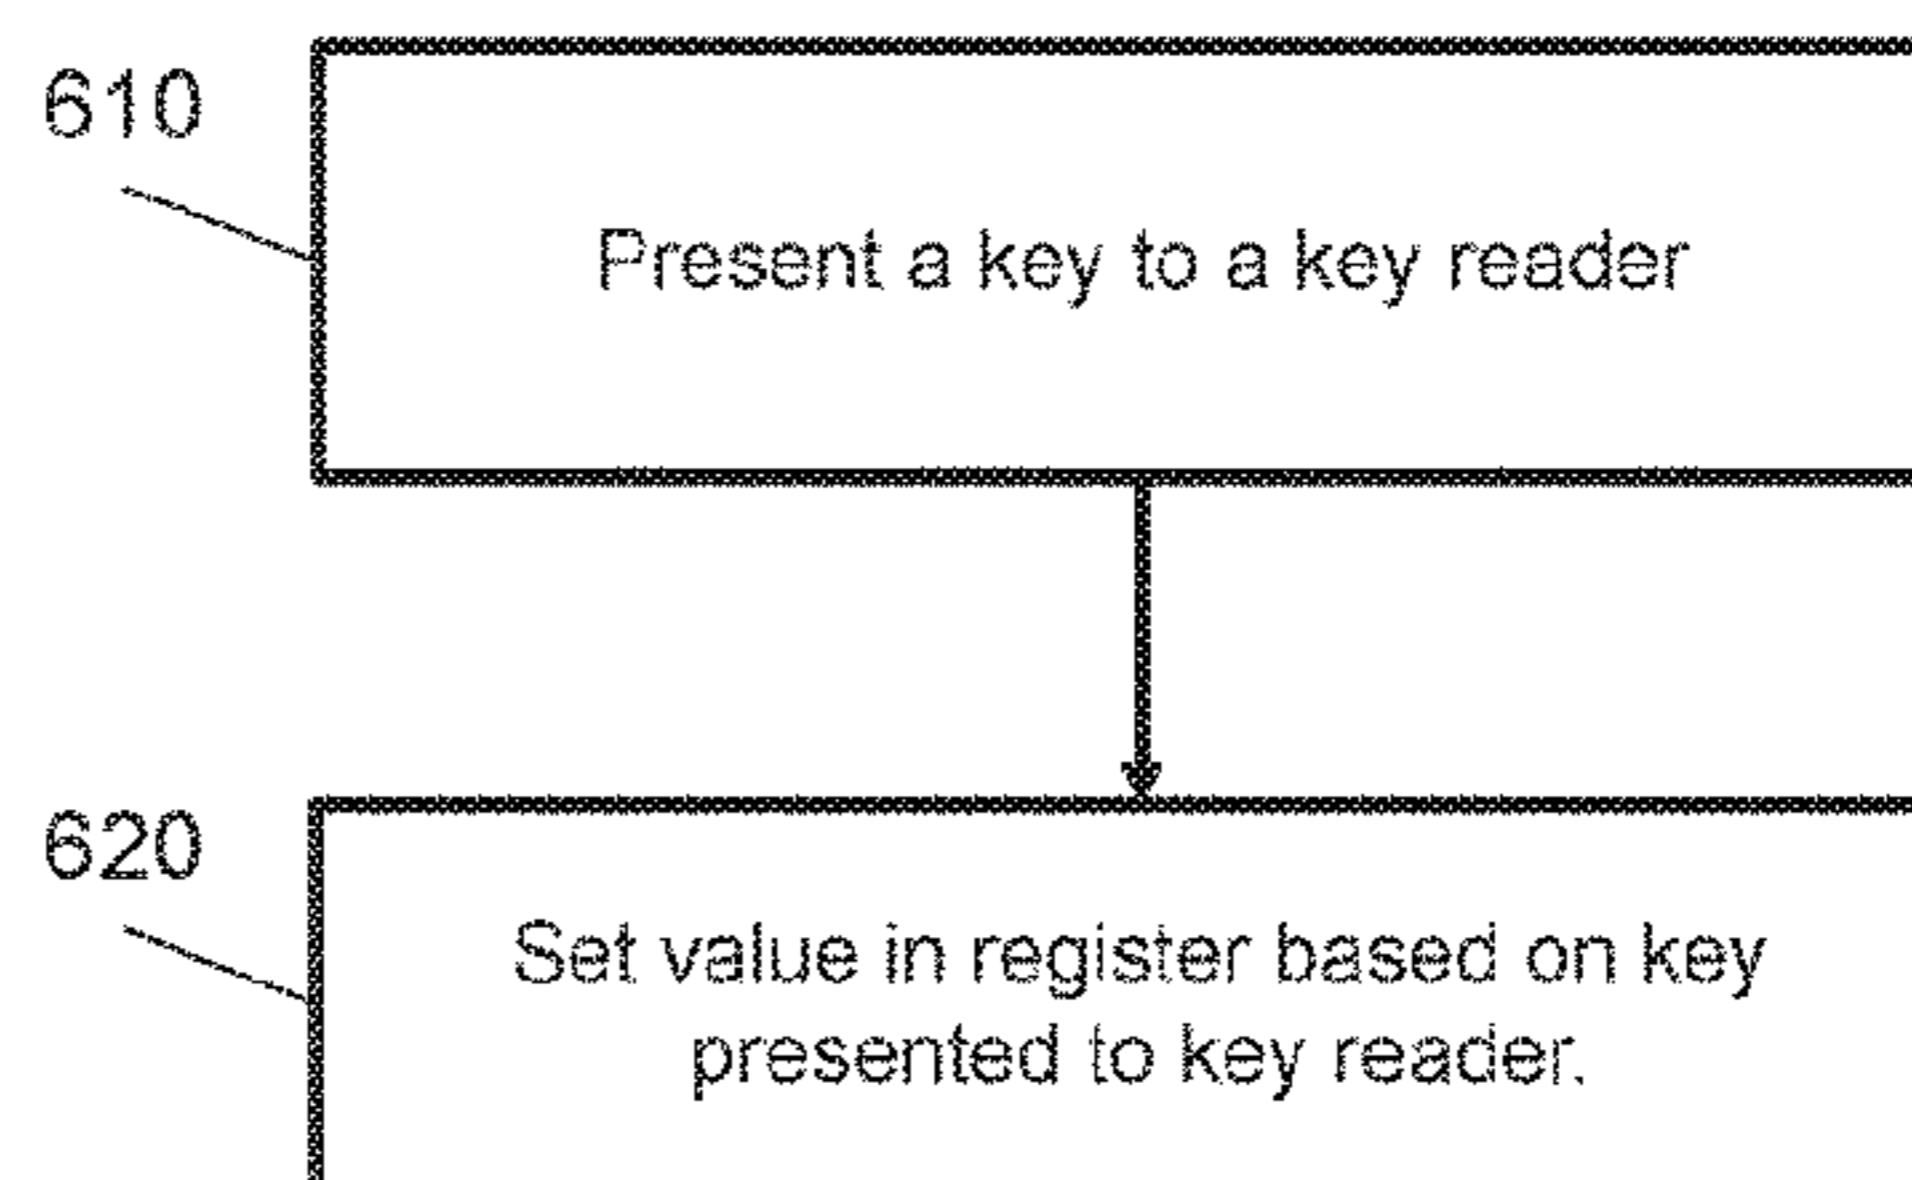 610
Present a key to a key reader
620
Set value in register based on key
presented to key reader.